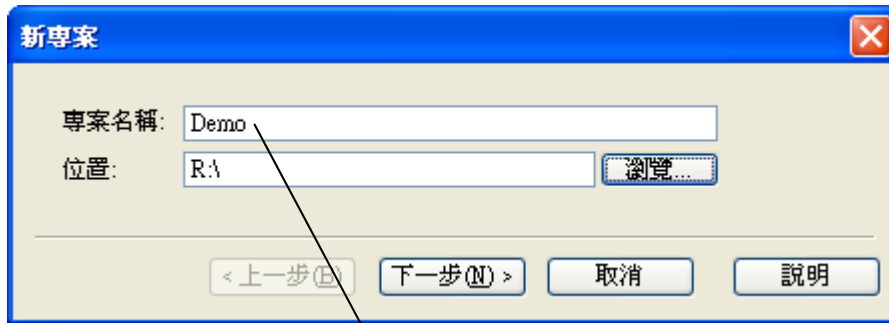 新專案
專案名稱: Demo
位置: R:\ 瀏覽...
<上一步(B) 下一步(N) > 取消 說明